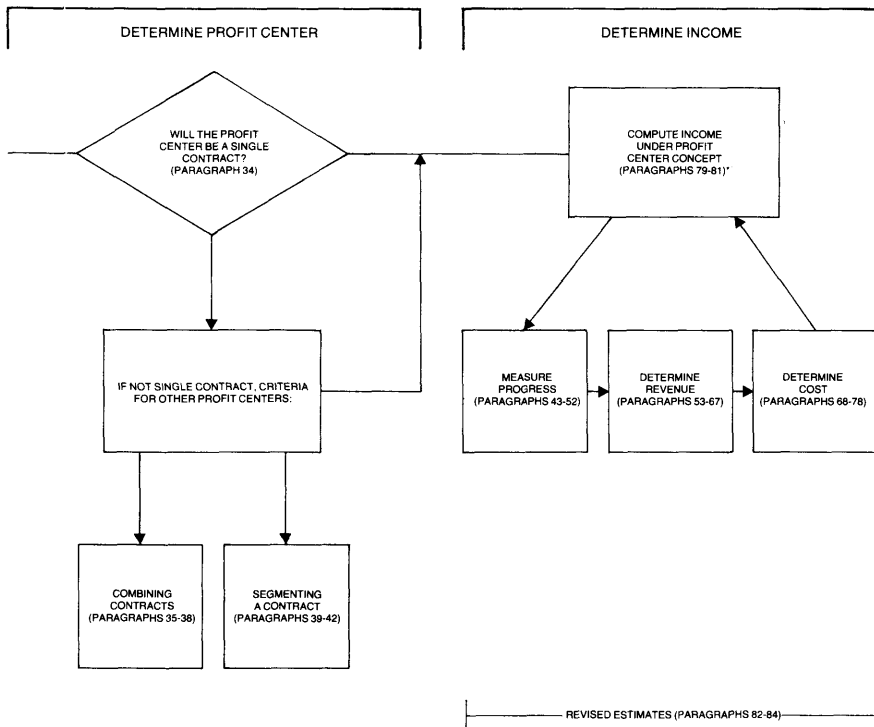 DETERMINE PROFIT CENTER
WILL THE PROFIT
CENTER BE A SINGLE
CONTRACT?
(PARAGRAPH 34)
IF NOT SINGLE CONTRACT, CRITERIA
FOR OTHER PROFIT CENTERS:
COMBINING
CONTRACTS
(PARAGRAPHS 35-38)
SEGMENTING
A CONTRACT
(PARAGRAPHS 39-42)
DETERMINE INCOME
COMPUTE INCOME
UNDER PROFIT
CENTER CONCEPT
(PARAGRAPHS 79-81)*
MEASURE
PROGRESS
(PARAGRAPHS 43-52)
DETERMINE
REVENUE
(PARAGRAPHS 53-67)
DETERMINE
COST
(PARAGRAPHS 68-78)
REVISED ESTIMATES (PARAGRAPHS 82-84)